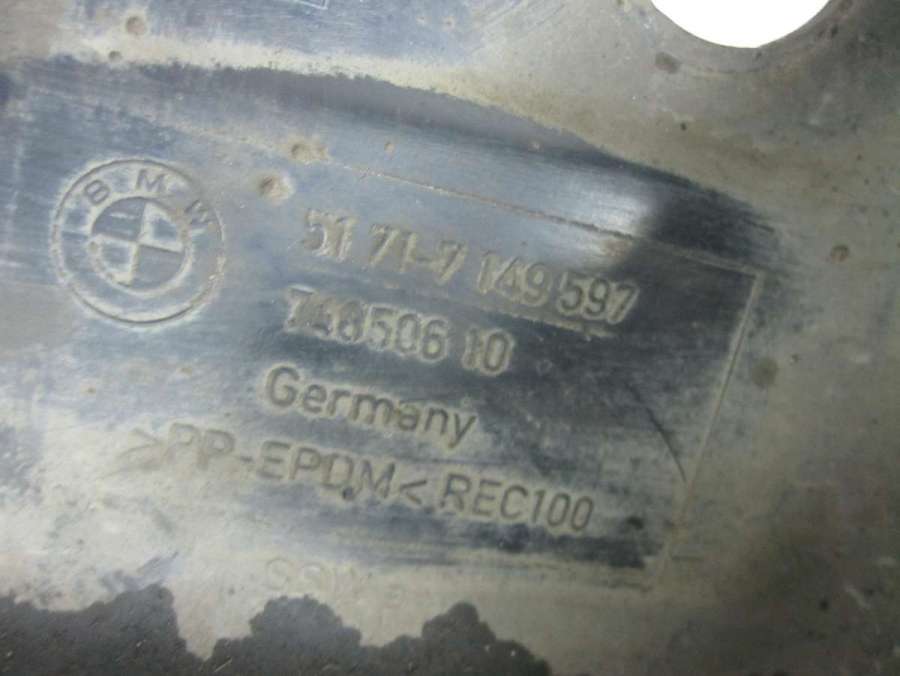 BMW
51 71-7 149 597
748506 10
Germany
>PP-EPDM< REC100